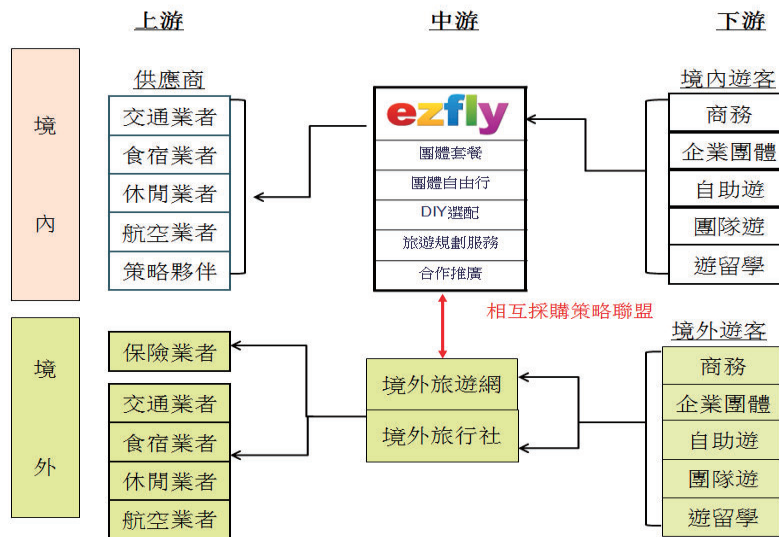 上游
中游
下游
境
內
供應商
交通業者
食宿業者
休閒業者
航空業者
策略夥伴
ezfly
團體套餐
團體自由行
DIY選配
旅遊規劃服務
合作推廣
境內遊客
商務
企業團體
自助遊
團隊遊
遊留學
相互採購策略聯盟
境
外
保險業者
交通業者
食宿業者
休閒業者
航空業者
境外旅遊網
境外旅行社
境外遊客
商務
企業團體
自助遊
團隊遊
遊留學